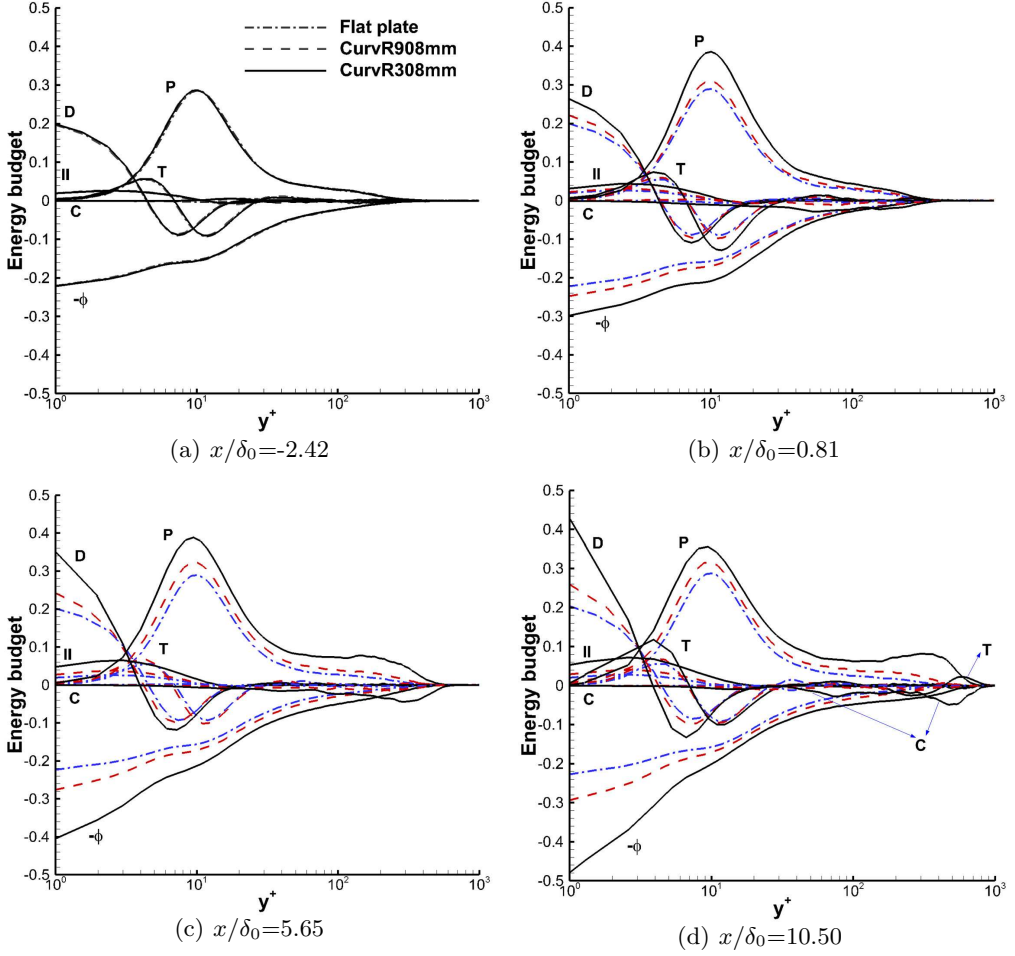 0.5
0.4
0.3
0.2
0.1
0
-0.1
-0.2
-0.3
-0.4
-0.5
Energy budget
Flat plate
CurvR908mm
CurvR308mm
P
D
T
II
C
-ϕ
10⁰ 10¹ 10² 10³
y⁺
(a) x/δ₀=-2.42
0.5
0.4
0.3
0.2
0.1
0
-0.1
-0.2
-0.3
-0.4
-0.5
Energy budget
P
D
T
II
C
-ϕ
10⁰ 10¹ 10² 10³
y⁺
(b) x/δ₀=0.81
0.5
0.4
0.3
0.2
0.1
0
-0.1
-0.2
-0.3
-0.4
-0.5
Energy budget
P
D
T
II
C
-ϕ
10⁰ 10¹ 10² 10³
y⁺
(c) x/δ₀=5.65
0.5
0.4
0.3
0.2
0.1
0
-0.1
-0.2
-0.3
-0.4
-0.5
Energy budget
P
D
T
T
II
C
C
-ϕ
10⁰ 10¹ 10² 10³
y⁺
(d) x/δ₀=10.50